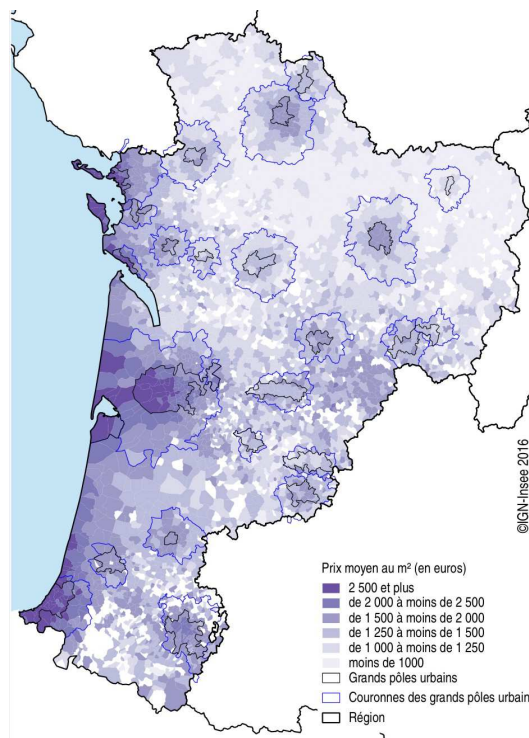 ©IGN-Insee 2016
Prix moyen au m² (en euros)
2 500 et plus
de 2 000 à moins de 2 500
de 1 500 à moins de 2 000
de 1 250 à moins de 1 500
de 1 000 à moins de 1 250
moins de 1000
Grands pôles urbains
Couronnes des grands pôles urbain
Région